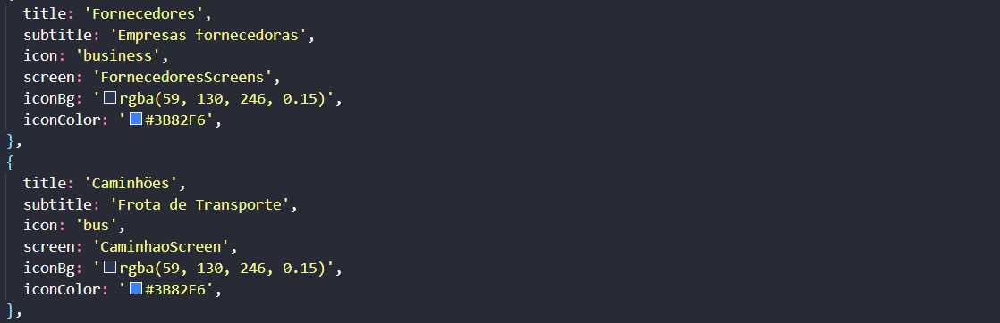 title: 'Fornecedores',
subtitle: 'Empresas fornecedoras',
icon: 'business',
screen: 'FornecedoresScreens',
iconBg: 'rgba(59, 130, 246, 0.15)',
iconColor: '#3B82F6',
},
{
title: 'Caminhões',
subtitle: 'Frota de Transporte',
icon: 'bus',
screen: 'CaminhaoScreen',
iconBg: 'rgba(59, 130, 246, 0.15)',
iconColor: '#3B82F6',
},